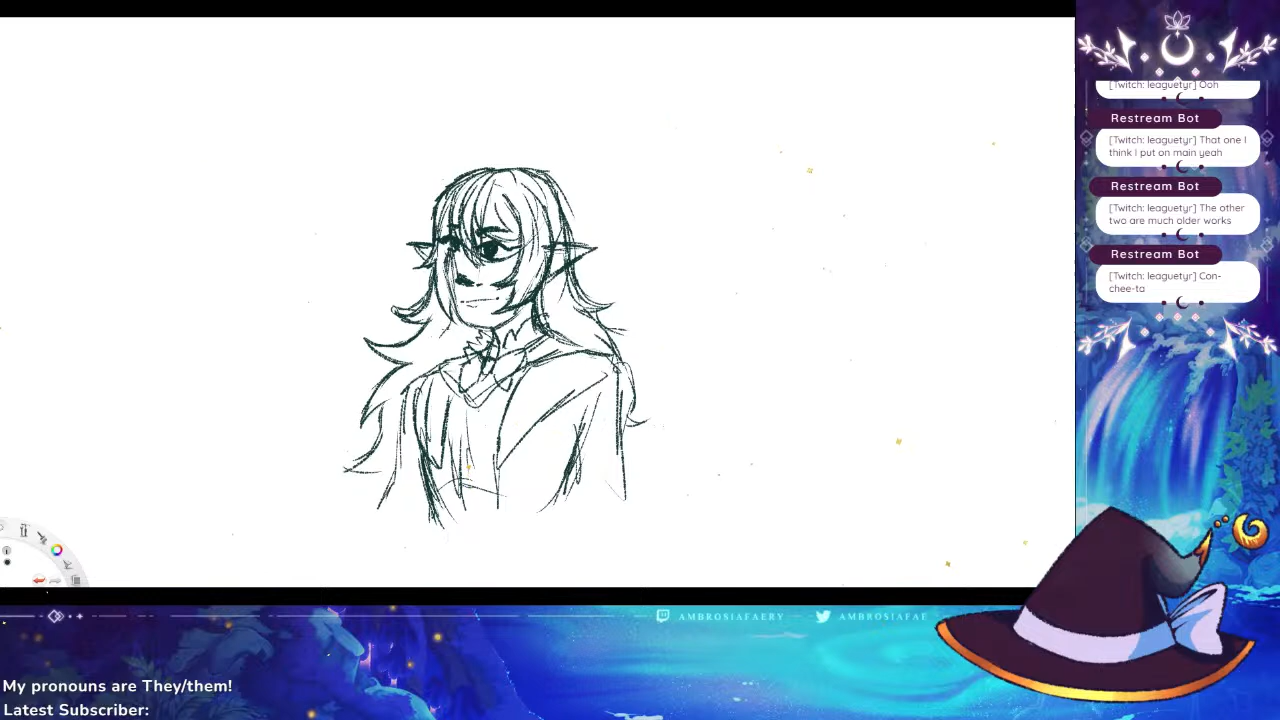 [Twitch: leaguetyr] Ooh
Restream Bot
[Twitch: leaguetyr] That one I
think I put on main yeah
Restream Bot
[Twitch: leaguetyr] The other
two are much older works
Restream Bot
[Twitch: leaguetyr] Con-
chee-ta
AMBROSIAFAERY
AMBROSIAFAE
My pronouns are They/them!
Latest Subscriber: